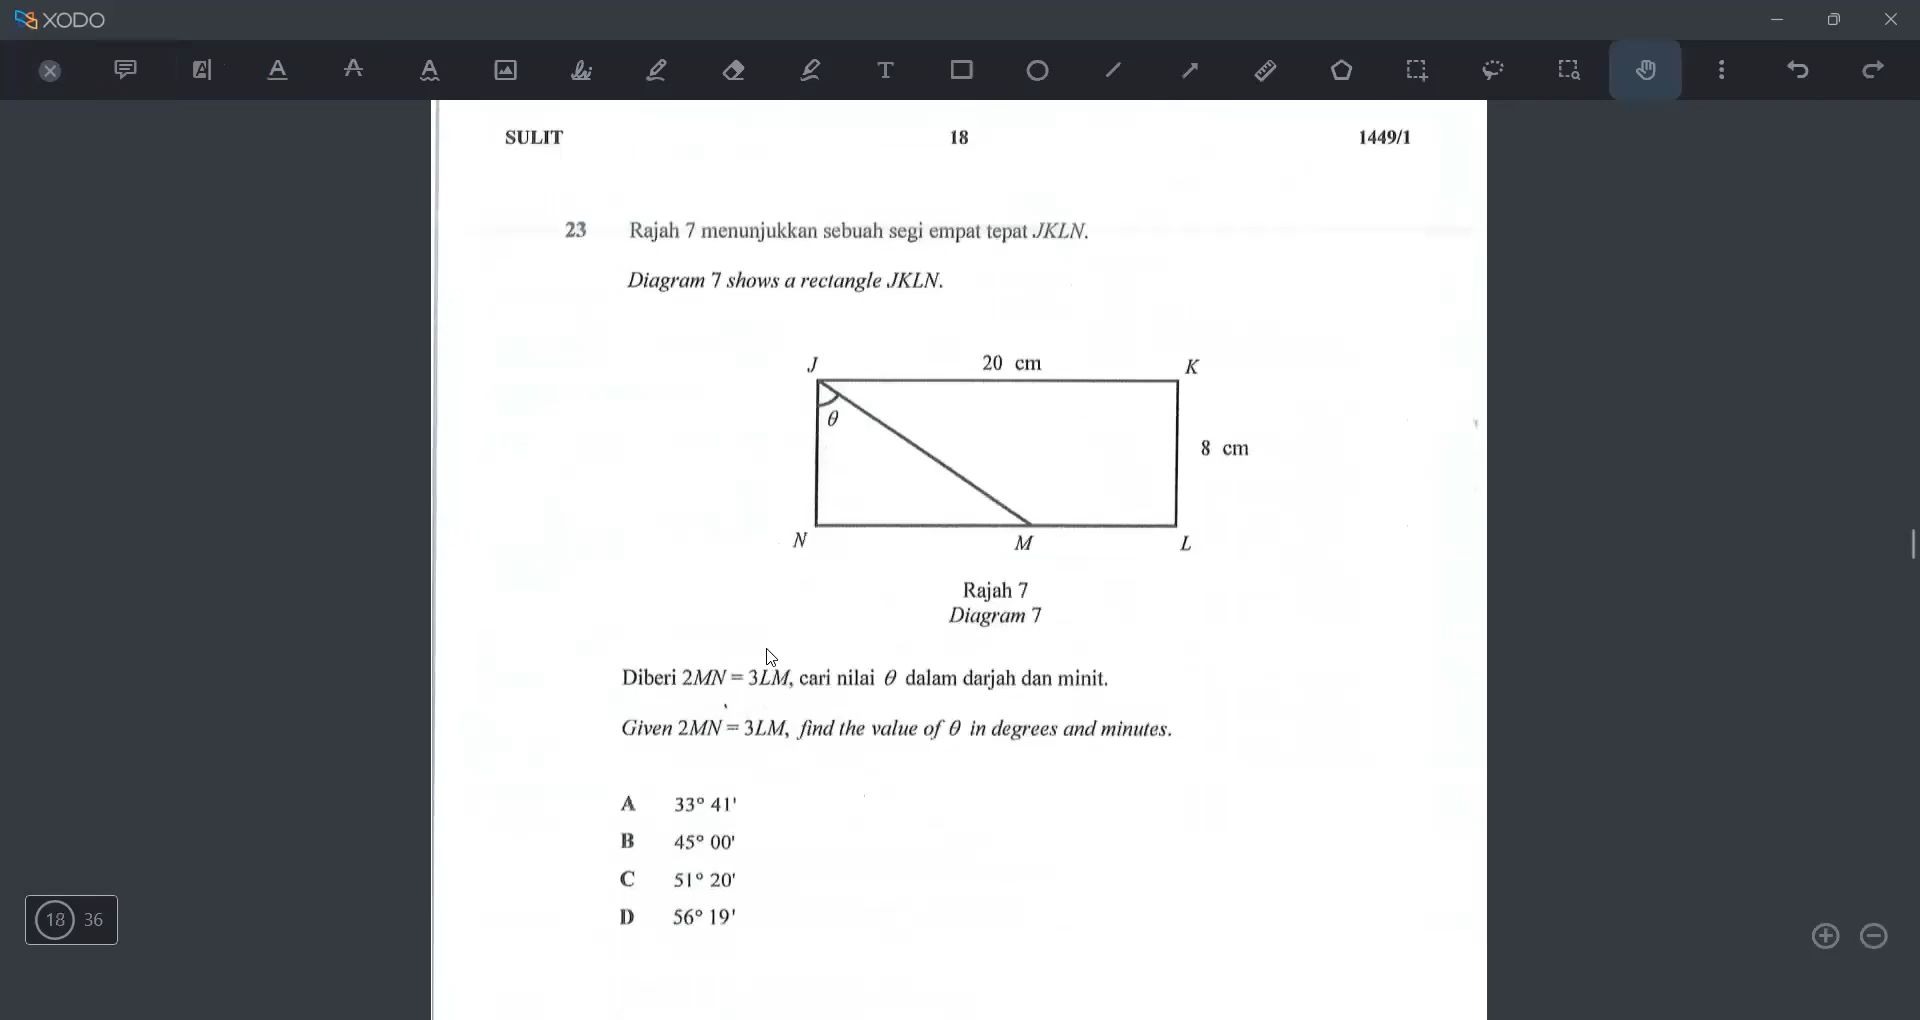 XODO
SULIT 18 1449/1
23 Rajah 7 menunjukkan sebuah segi empat tepat JKLN.
Diagram 7 shows a rectangle JKLN.
J 20 cm K
θ
8 cm
N M L
Rajah 7
Diagram 7
Diberi 2MN = 3LM, cari nilai θ dalam darjah dan minit.
Given 2MN = 3LM, find the value of θ in degrees and minutes.
A 33° 41'
B 45° 00'
C 51° 20'
D 56° 19'
18 36